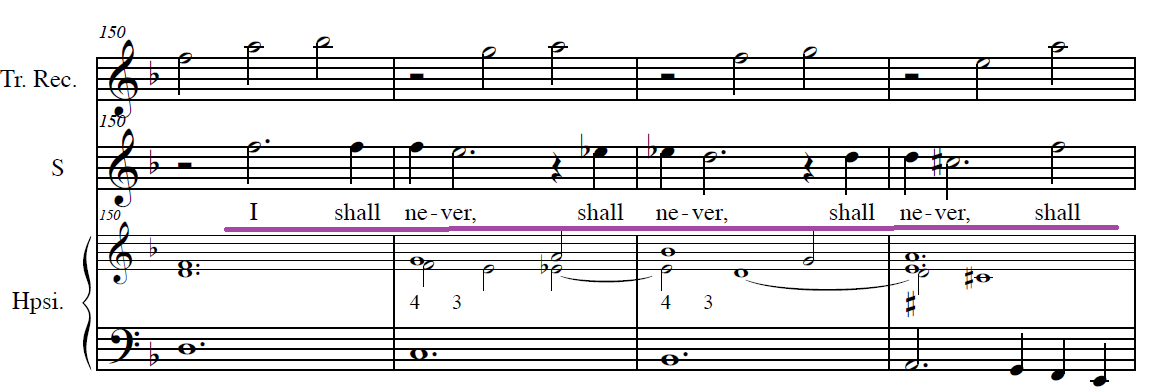 150
Tr. Rec.
150
S
I shall ne-ver, shall ne-ver, shall ne-ver, shall
150
Hpsi.
4 3 4 3